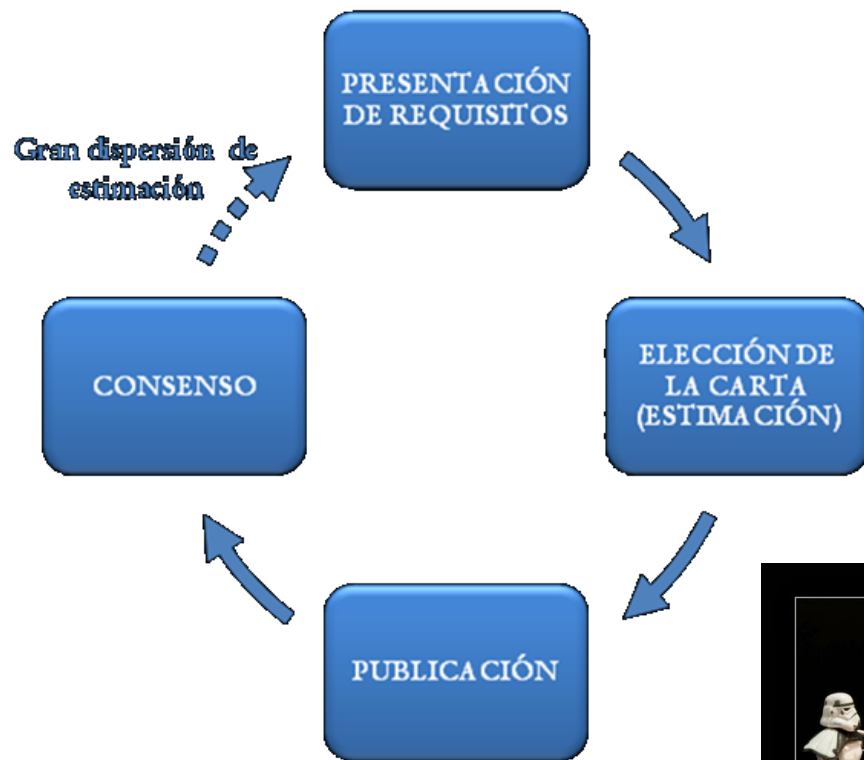 PRESENTACIÓN
DE REQUISITOS
Gran dispersión de
estimación
CONSENSO
ELECCIÓN DE
LA CARTA
(ESTIMACIÓN)
PUBLICACIÓN